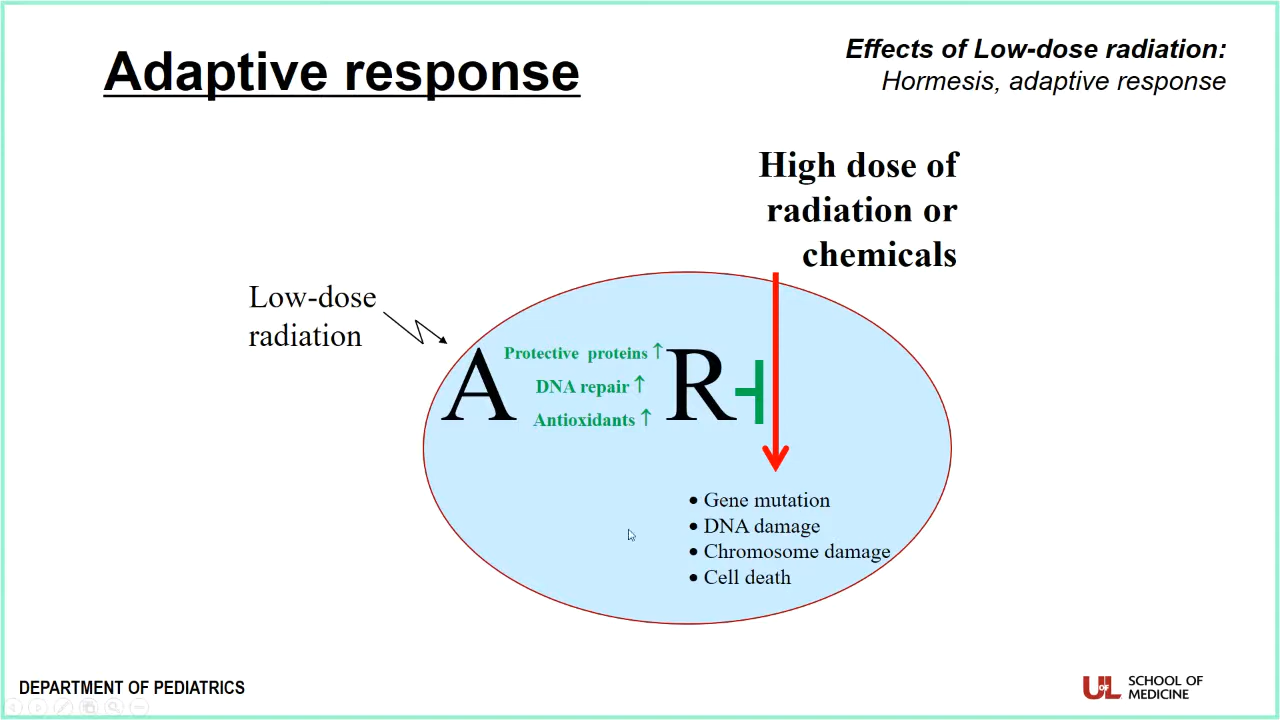 Adaptive response
Effects of Low-dose radiation:
Hormesis, adaptive response
High dose of
radiation or
chemicals
Low-dose
radiation
A
Protective proteins ↑
DNA repair ↑
Antioxidants ↑
R
• Gene mutation
• DNA damage
• Chromosome damage
• Cell death
DEPARTMENT OF PEDIATRICS
UofL
SCHOOL OF
MEDICINE